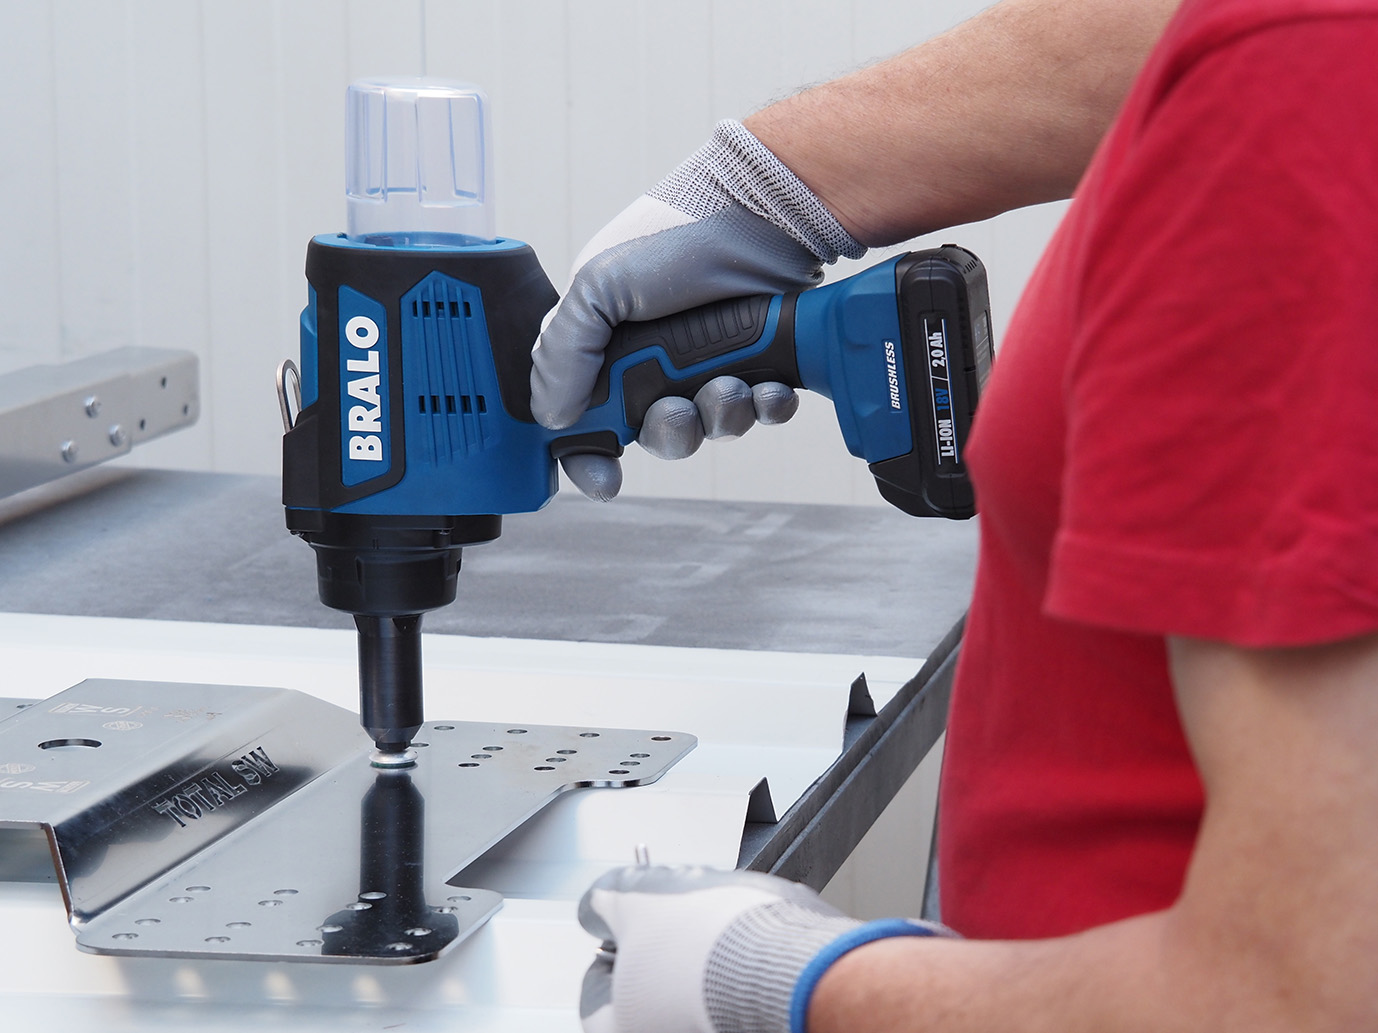 BRALO
BRUSHLESS
LI-ION 18V / 2,0 Ah
TOTAL SW